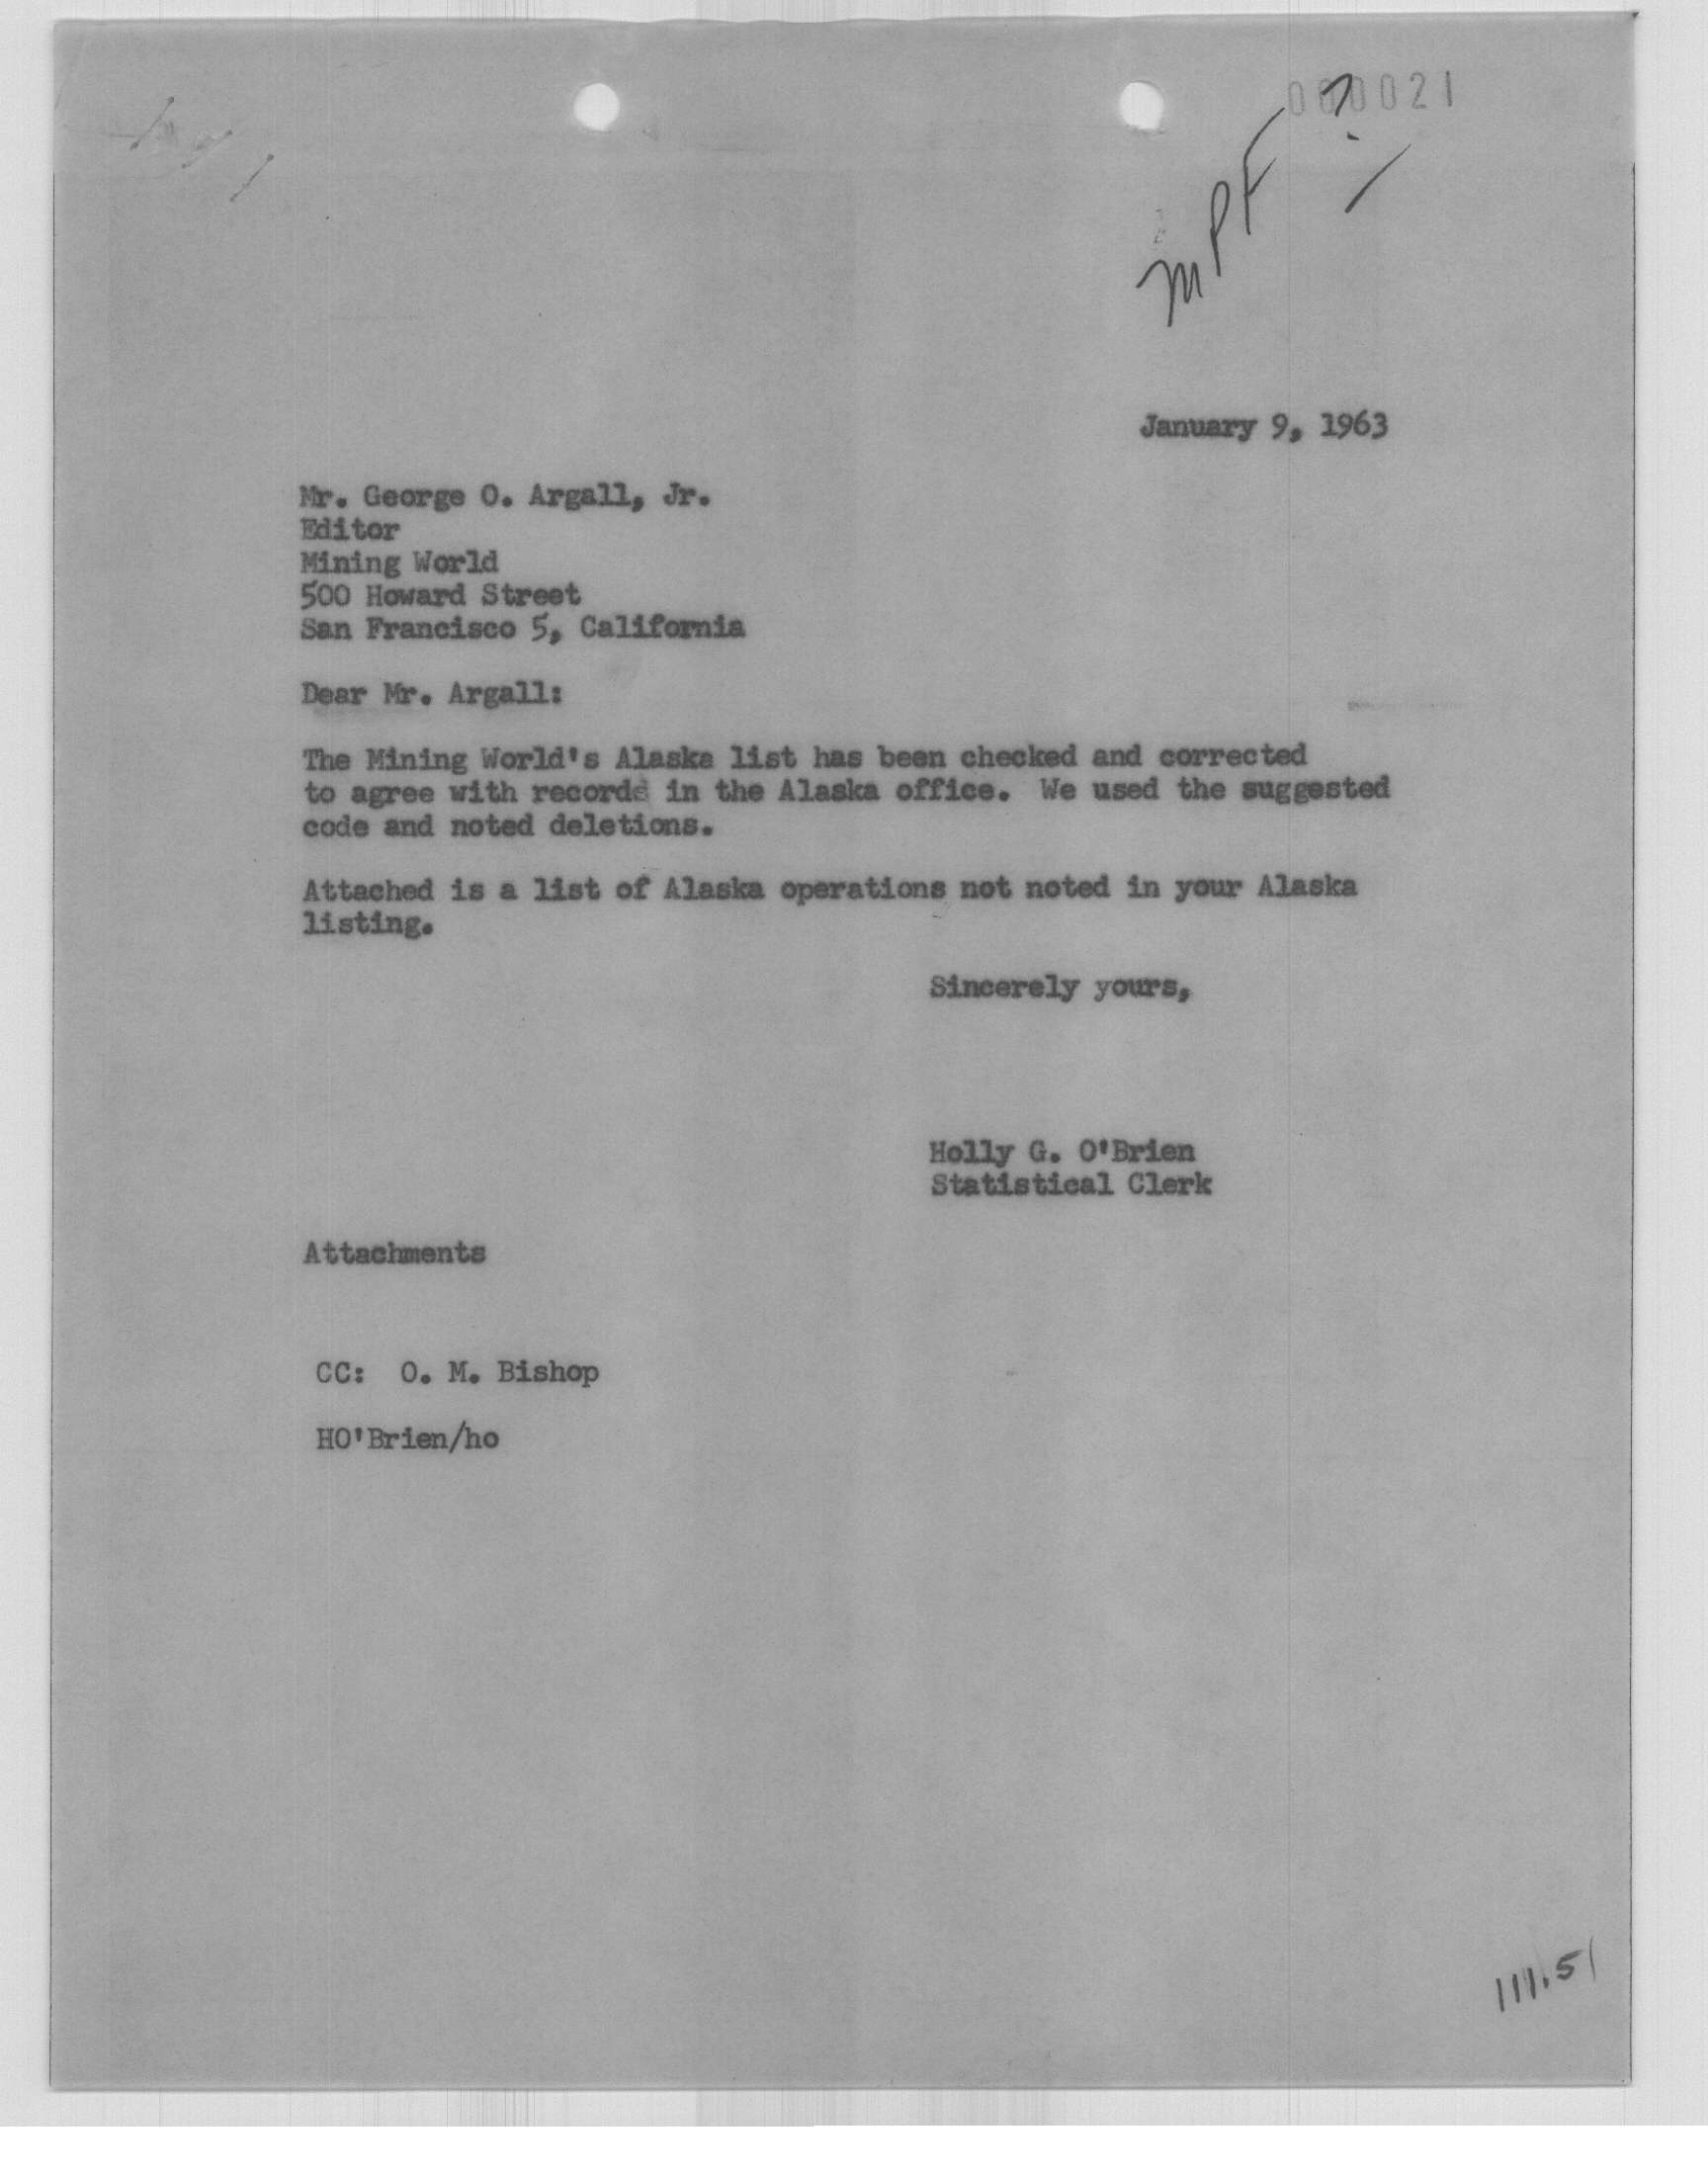 000021
MPF ?
January 9, 1963
Mr. George O. Argall, Jr.
Editor
Mining World
500 Howard Street
San Francisco 5, California
Dear Mr. Argall:
The Mining World's Alaska list has been checked and corrected
to agree with records in the Alaska office. We used the suggested
code and noted deletions.
Attached is a list of Alaska operations not noted in your Alaska
listing.
Sincerely yours,
Holly G. O'Brien
Statistical Clerk
Attachments
CC: O. M. Bishop
HO'Brien/ho
111.51